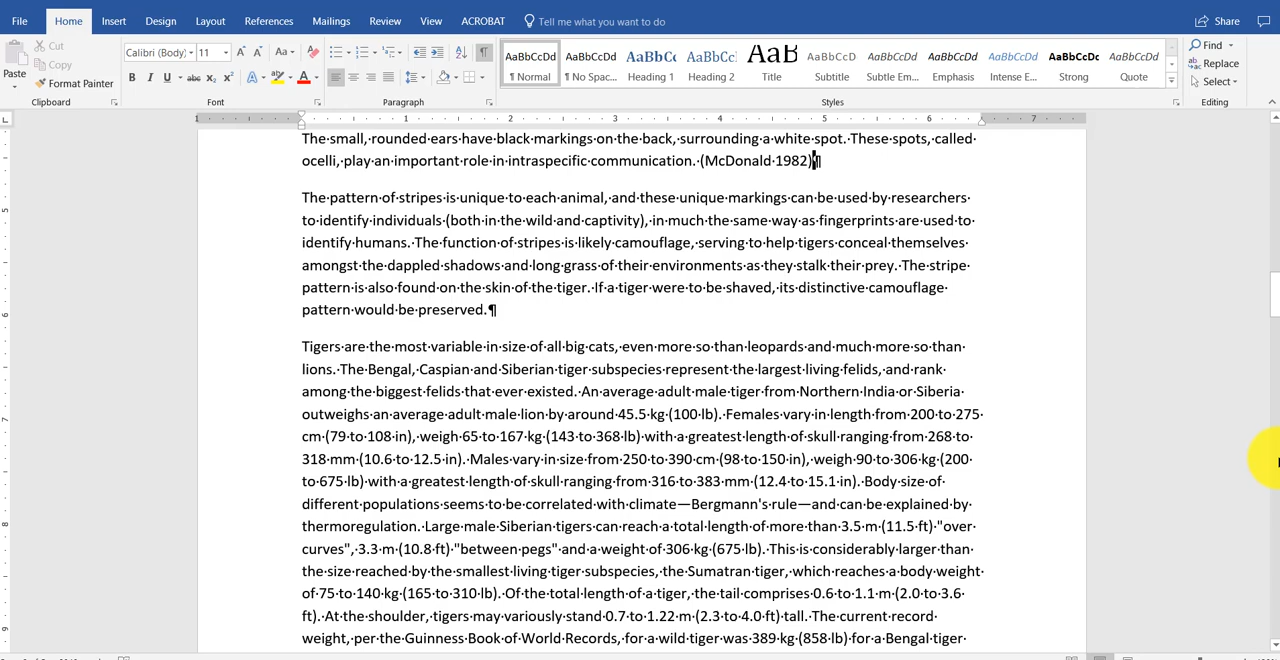 File Home Insert Design Layout References Mailings Review View ACROBAT Tell me what you want to do Share
Paste Cut Copy Format Painter
Calibri (Body) 11
AaBbCcDd AaBbCcDd AaBbCc AaBbCc AaB AaBbCcD AaBbCcDd AaBbCcDd AaBbCcDd AaBbCcDd AaBbCcDd
¶ Normal ¶ No Spac... Heading 1 Heading 2 Title Subtitle Subtle Em... Emphasis Intense E... Strong Quote
Find Replace Select
Clipboard Font Paragraph Styles Editing
1 1 2 3 4 5 6 7
The small, rounded ears have black markings on the back, surrounding a white spot. These spots, called
ocelli, play an important role in intraspecific communication. (McDonald 1982)¶
The pattern of stripes is unique to each animal, and these unique markings can be used by researchers
to identify individuals (both in the wild and captivity), in much the same way as fingerprints are used to
identify humans. The function of stripes is likely camouflage, serving to help tigers conceal themselves
amongst the dappled shadows and long grass of their environments as they stalk their prey. The stripe
pattern is also found on the skin of the tiger. If a tiger were to be shaved, its distinctive camouflage
pattern would be preserved.¶
Tigers are the most variable in size of all big cats, even more so than leopards and much more so than
lions. The Bengal, Caspian and Siberian tiger subspecies represent the largest living felids, and rank
among the biggest felids that ever existed. An average adult male tiger from Northern India or Siberia
outweighs an average adult male lion by around 45.5 kg (100 lb). Females vary in length from 200 to 275
cm (79 to 108 in), weigh 65 to 167 kg (143 to 368 lb) with a greatest length of skull ranging from 268 to
318 mm (10.6 to 12.5 in). Males vary in size from 250 to 390 cm (98 to 150 in), weigh 90 to 306 kg (200
to 675 lb) with a greatest length of skull ranging from 316 to 383 mm (12.4 to 15.1 in). Body size of
different populations seems to be correlated with climate—Bergmann's rule—and can be explained by
thermoregulation. Large male Siberian tigers can reach a total length of more than 3.5 m (11.5 ft) "over
curves", 3.3 m (10.8 ft) "between pegs" and a weight of 306 kg (675 lb). This is considerably larger than
the size reached by the smallest living tiger subspecies, the Sumatran tiger, which reaches a body weight
of 75 to 140 kg (165 to 310 lb). Of the total length of a tiger, the tail comprises 0.6 to 1.1 m (2.0 to 3.6
ft). At the shoulder, tigers may variously stand 0.7 to 1.22 m (2.3 to 4.0 ft) tall. The current record
weight, per the Guinness Book of World Records, for a wild tiger was 389 kg (858 lb) for a Bengal tiger